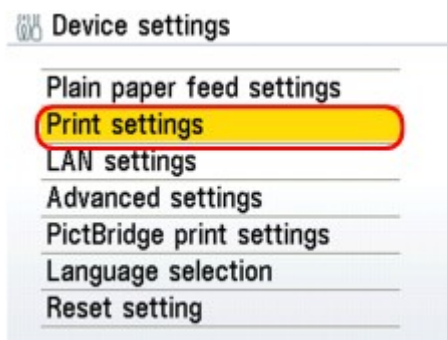 Device settings
Plain paper feed settings
Print settings
LAN settings
Advanced settings
PictBridge print settings
Language selection
Reset setting